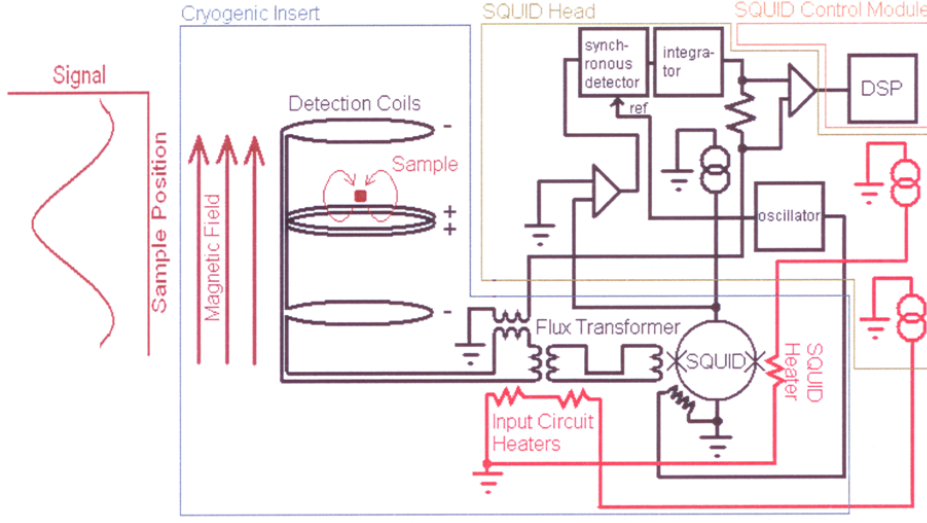 Cryogenic Insert
SQUID Head
SQUID Control Module
Signal
Sample Position
Magnetic Field
Detection Coils
-
Sample
+
+
-
synch-
ronous
detector
integra-
tor
ref
DSP
oscillator
Flux Transformer
SQUID
SQUID
Heater
Input Circuit
Heaters